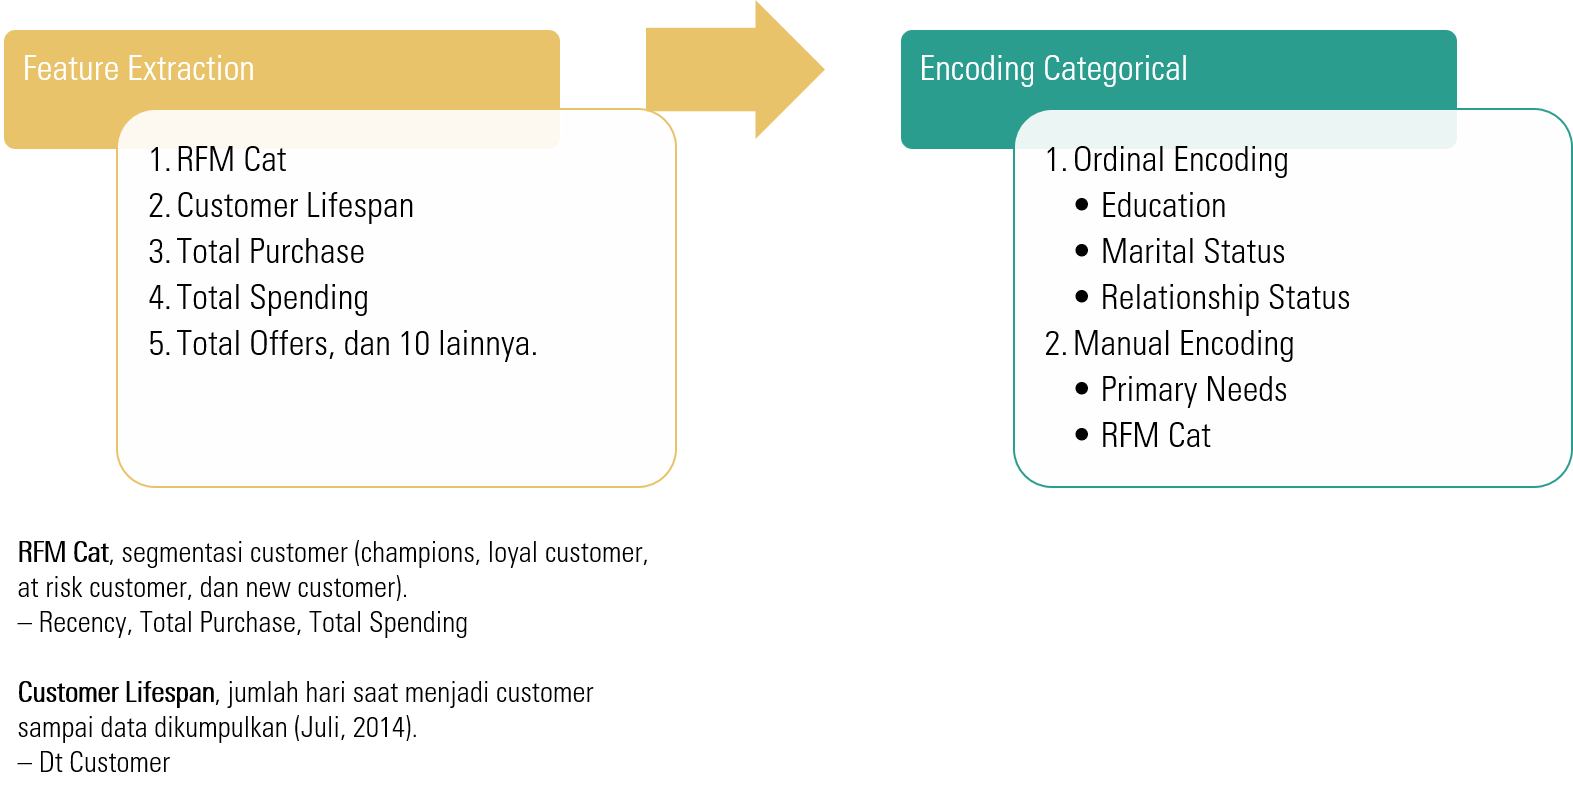 Feature Extraction
1. RFM Cat
2. Customer Lifespan
3. Total Purchase
4. Total Spending
5. Total Offers, dan 10 lainnya.
Encoding Categorical
1. Ordinal Encoding
• Education
• Marital Status
• Relationship Status
2. Manual Encoding
• Primary Needs
• RFM Cat
RFM Cat, segmentasi customer (champions, loyal customer,
at risk customer, dan new customer).
– Recency, Total Purchase, Total Spending
Customer Lifespan, jumlah hari saat menjadi customer
sampai data dikumpulkan (Juli, 2014).
– Dt Customer